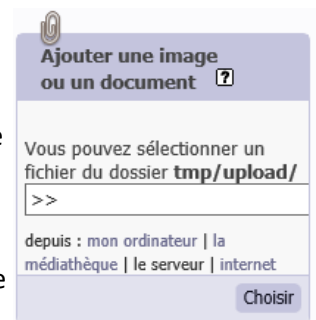 Ajouter une image
ou un document ?
e
Vous pouvez sélectionner un
fichier du dossier tmp/upload/
>>
depuis : mon ordinateur | la
médiathèque | le serveur | internet
e
Choisir